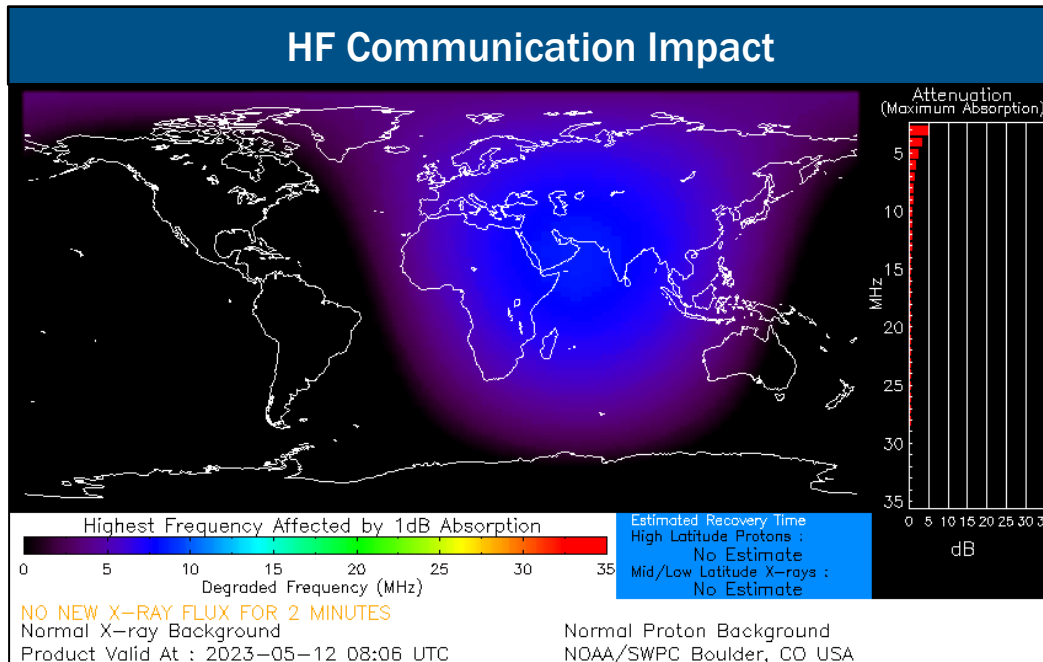 HF Communication Impact
Attenuation
(Maximum Absorption)
5
10
15
20
25
30
35
MHz
0 5 10 15 20 25 30 3
dB
Highest Frequency Affected by 1dB Absorption
0 5 10 15 20 25 30 35
Degraded Frequency (MHz)
Estimated Recovery Time
High Latitude Protons :
No Estimate
Mid/Low Latitude X-rays :
No Estimate
NO NEW X-RAY FLUX FOR 2 MINUTES
Normal X-ray Background
Normal Proton Background
Product Valid At : 2023-05-12 08:06 UTC
NOAA/SWPC Boulder, CO USA